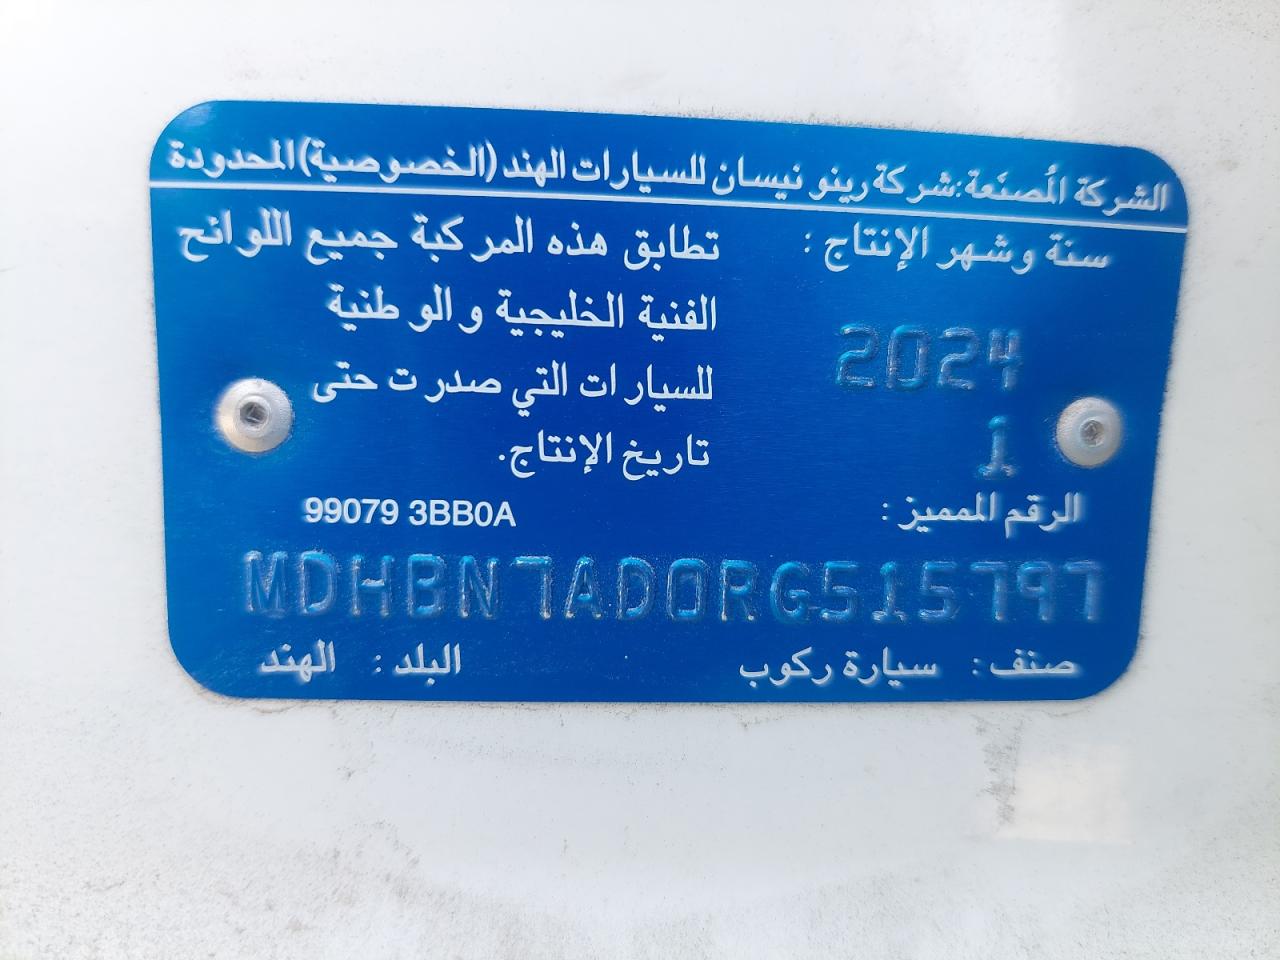 الشركة المُصنّعة:شركة رينو نيسان للسيارات الهند (الخصوصية) المحدودة
سنة وشهر الإنتاج :
2024
1
تطابق هذه المركبة جميع اللوائح
الفنية الخليجية والوطنية
للسيارات التي صدرت حتى
تاريخ الإنتاج.
الرقم المميز :
99079 3BB0A
MDHBN7AD0RG515797
صنف : سيارة ركوب
البلد : الهند